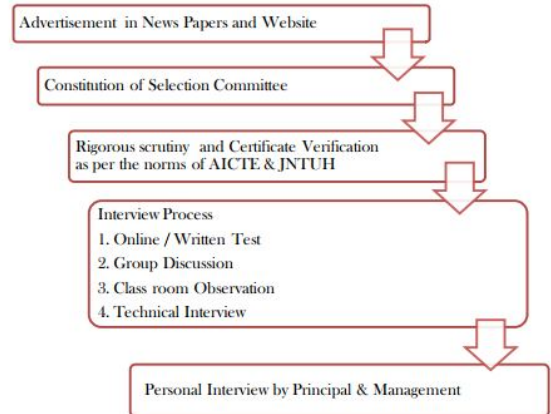 Advertisement in News Papers and Website
Constitution of Selection Committee
Rigorous scrutiny and Certificate Verification
as per the norms of AICTE & JNTUH
Interview Process
1. Online / Written Test
2. Group Discussion
3. Class room Observation
4. Technical Interview
Personal Interview by Principal & Management